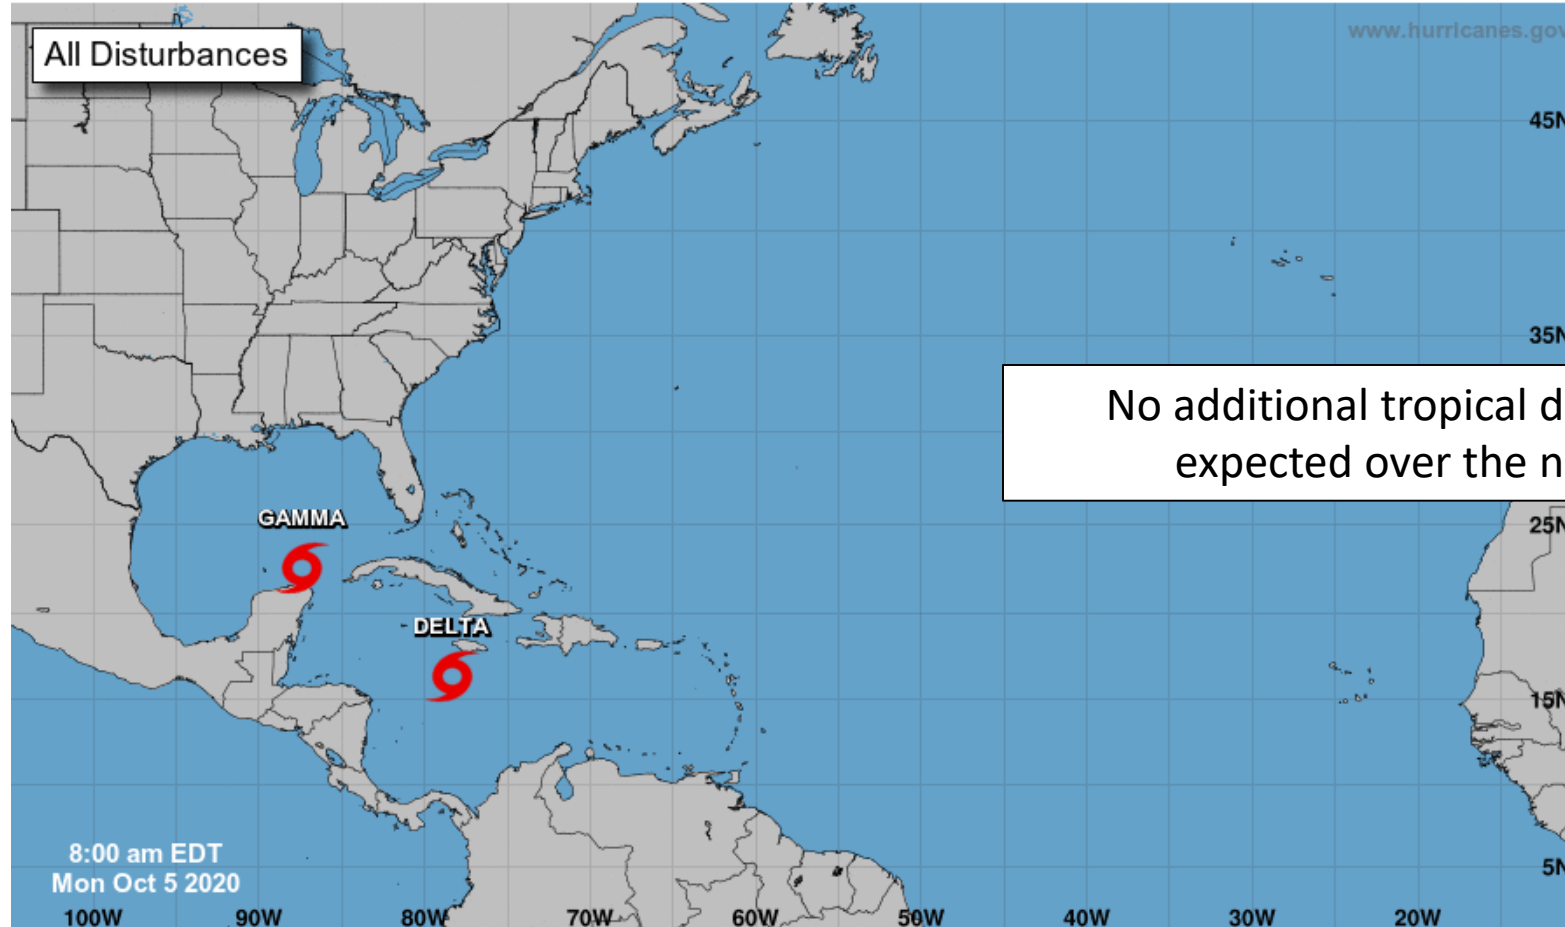 All Disturbances
www.hurricanes.gov
45N
35N
No additional tropical d
expected over the n
25N
GAMMA
DELTA
15N
8:00 am EDT
Mon Oct 5 2020
5N
100W 90W 80W 70W 60W 50W 40W 30W 20W